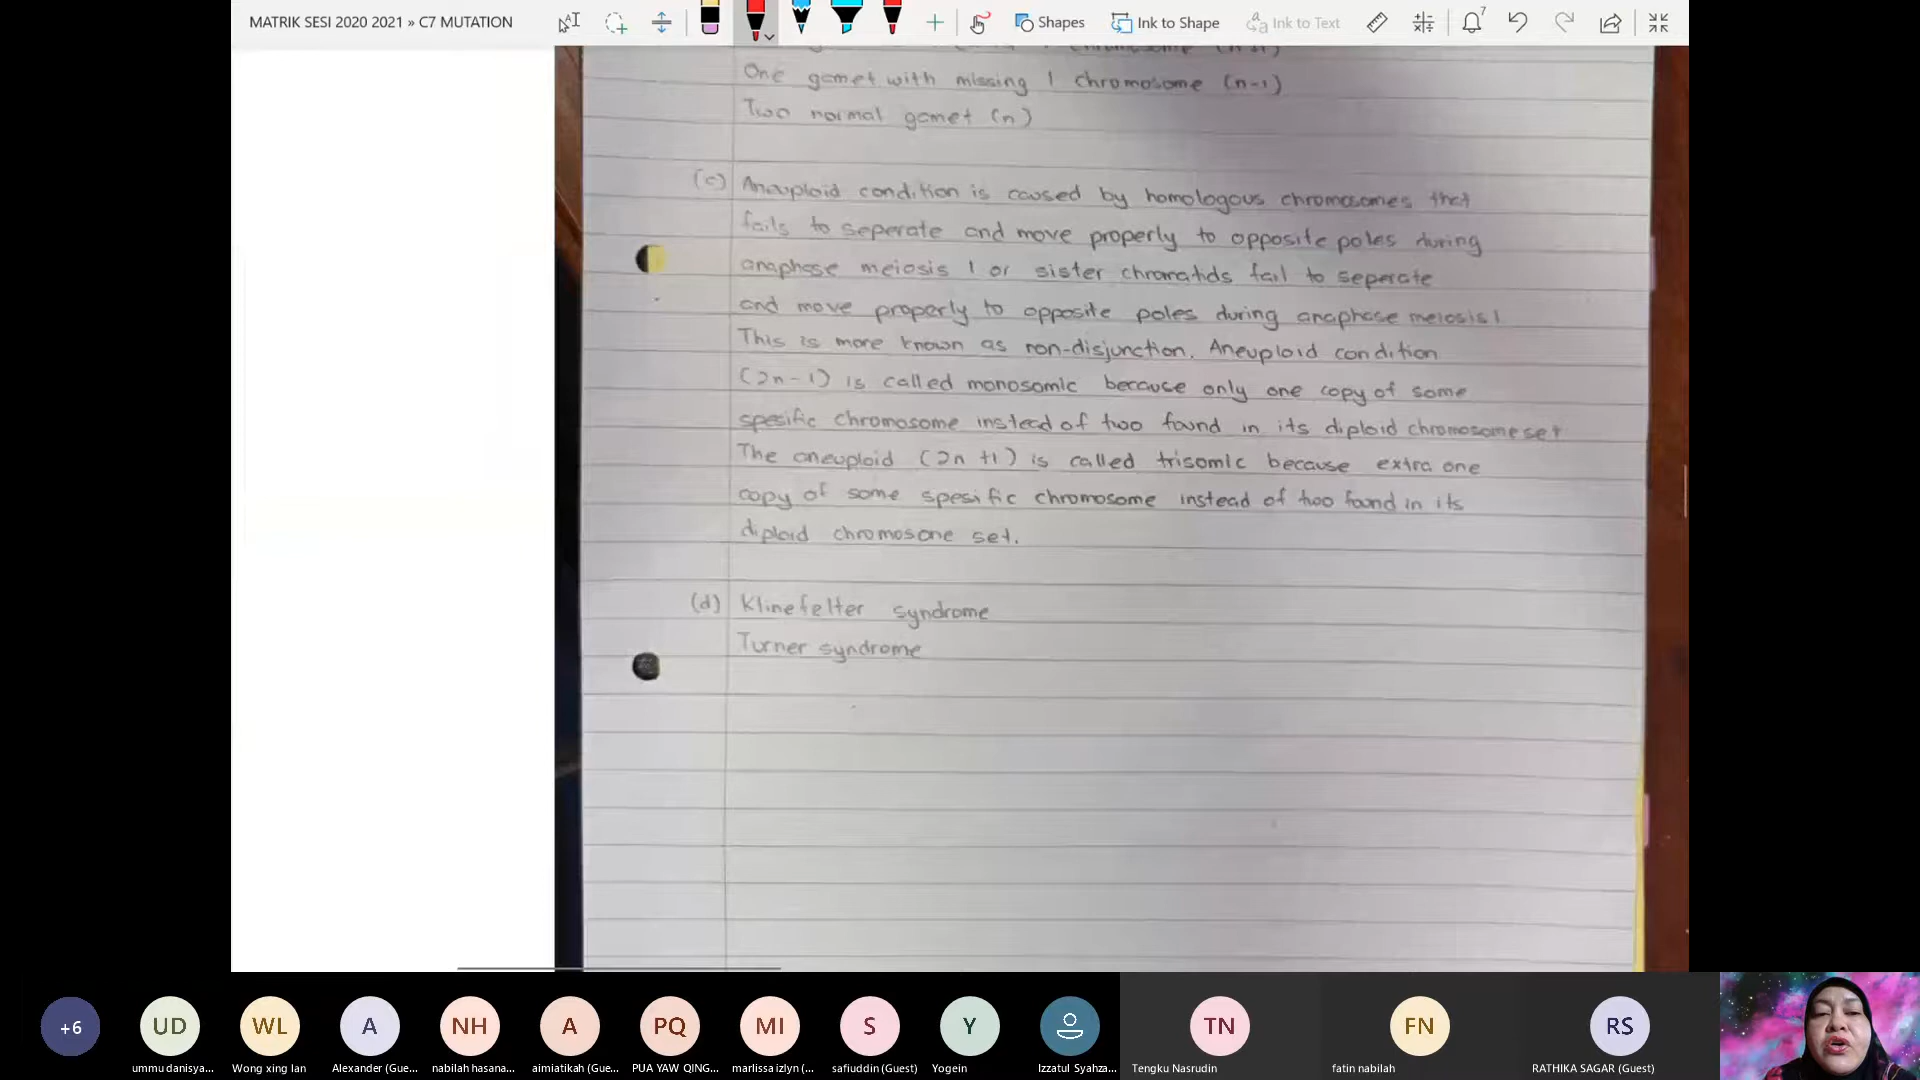 MATRIK SESI 2020 2021 » C7 MUTATION
Shapes
Ink to Shape
Ink to Text
7
One gamet with missing 1 chromosome (n-1)
Two normal gamet (n)
(c) Aneuploid condition is caused by homologous chromosomes that
fails to seperate and move properly to opposite poles during
anaphase meiosis 1 or sister chromatids fail to seperate
and move properly to opposite poles during anaphase meiosis 1
This is more known as non-disjunction. Aneuploid condition
(2n-1) is called monosomic because only one copy of some
spesific chromosome instead of two found in its diploid chromosome set
The aneuploid (2n+1) is called trisomic because extra one
copy of some spesific chromosome instead of two found in its
diploid chromosone set.
(d) Klinefelter syndrome
Turner syndrome
+6
UD
WL
A
NH
A
PQ
MI
S
Y
TN
FN
RS
ummu danisya...
Wong xing lan
Alexander (Gue...
nabilah hasana...
aimiatikah (Gue...
PUA YAW QING...
marlissa izlyn (...
safiuddin (Guest)
Yogein
Izzatul Syahza...
Tengku Nasrudin
fatin nabilah
RATHIKA SAGAR (Guest)